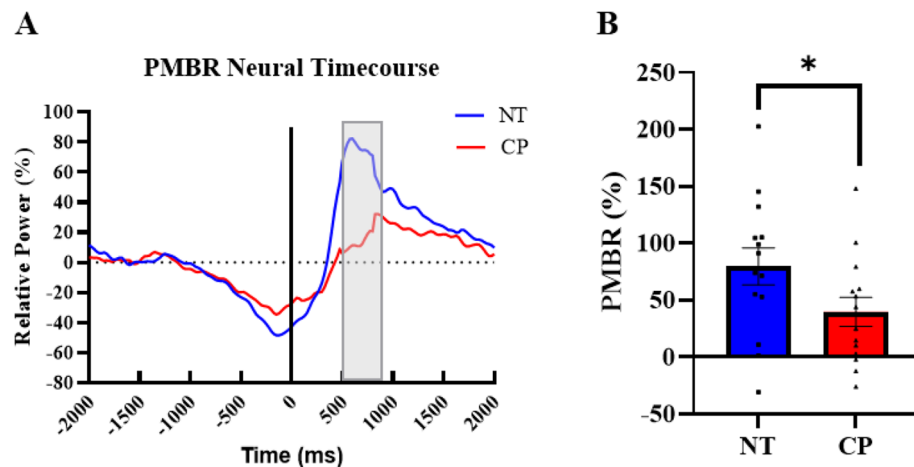 A
PMBR Neural Timecourse
Relative Power (%)
100
80
60
40
20
0
-20
-40
-60
-80
-2000
-1500
-1000
-500
0
500
1000
1500
2000
Time (ms)
NT
CP
B
*
PMBR (%)
250
200
150
100
50
0
-50
NT
CP